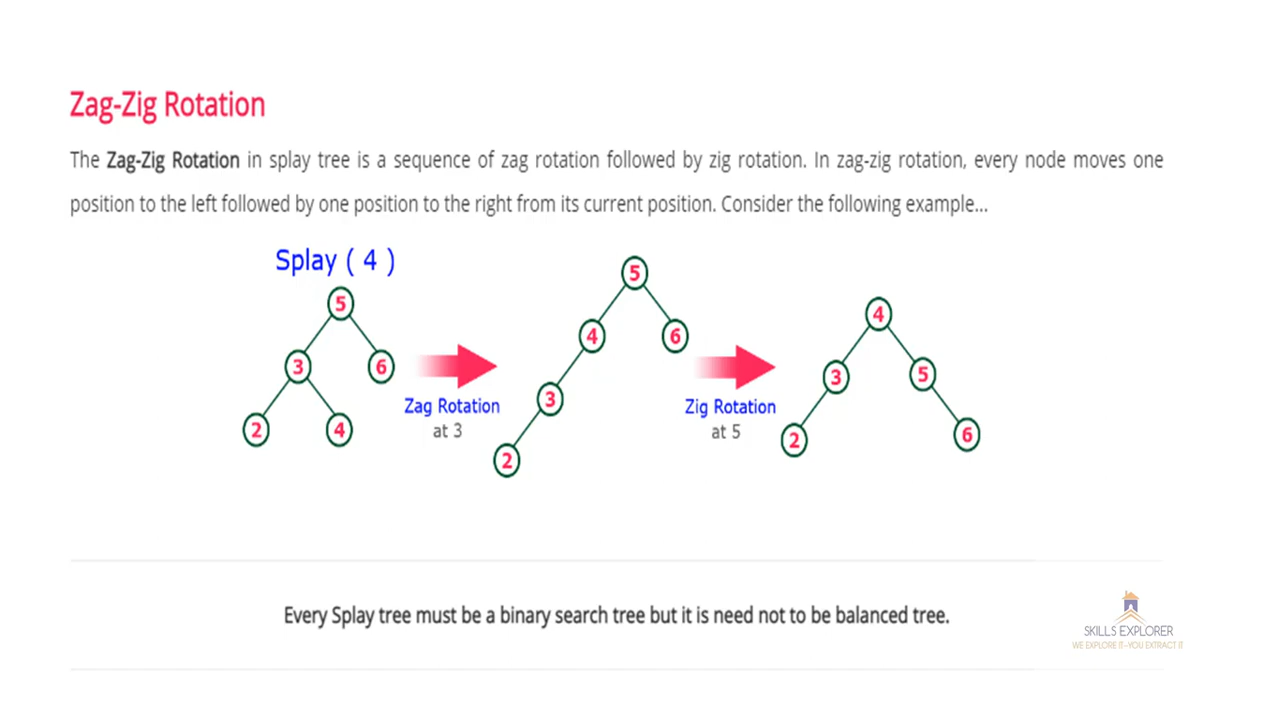 Zag-Zig Rotation
The Zag-Zig Rotation in splay tree is a sequence of zag rotation followed by zig rotation. In zag-zig rotation, every node moves one
position to the left followed by one position to the right from its current position. Consider the following example...
Splay ( 4 )
5
3 6
2 4
Zag Rotation
at 3
5
4 6
3
2
Zig Rotation
at 5
4
3 5
2 6
Every Splay tree must be a binary search tree but it is need not to be balanced tree.
SKILLS EXPLORER
WE EXPLORE IT-YOU EXTRACT IT